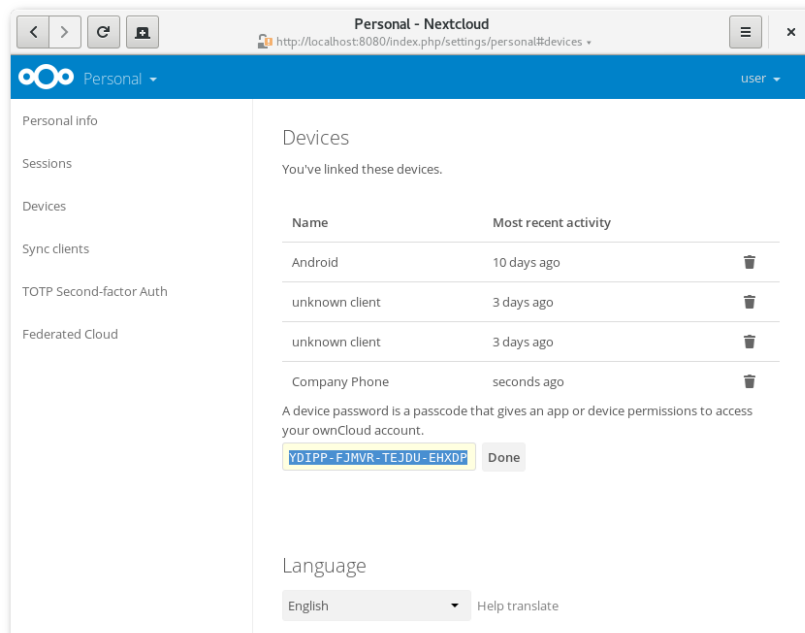 Personal - Nextcloud
http://localhost:8080/index.php/settings/personal#devices
Personal
user
Personal info
Sessions
Devices
Sync clients
TOTP Second-factor Auth
Federated Cloud
Devices
You've linked these devices.
Name Most recent activity
Android 10 days ago
unknown client 3 days ago
unknown client 3 days ago
Company Phone seconds ago
A device password is a passcode that gives an app or device permissions to access
your ownCloud account.
YDIPP-FJMVR-TEJDU-EHXDP Done
Language
English Help translate